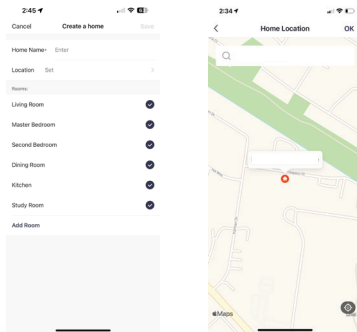 2:45
Cancel Create a home Save
Home Name* Enter
Location Set
Rooms:
Living Room
Master Bedroom
Second Bedroom
Dining Room
Kitchen
Study Room
Add Room
2:34
Home Location OK
Maps